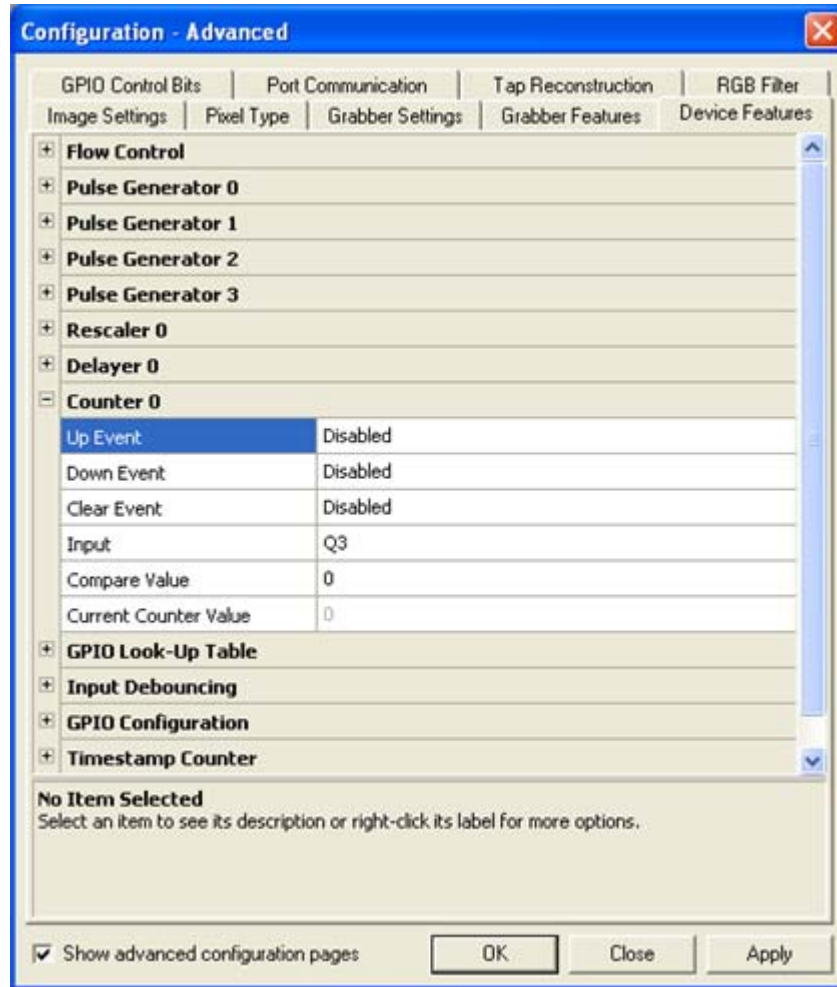 Configuration - Advanced
GPIO Control Bits Port Communication Tap Reconstruction RGB Filter
Image Settings Pixel Type Grabber Settings Grabber Features Device Features
Flow Control
Pulse Generator 0
Pulse Generator 1
Pulse Generator 2
Pulse Generator 3
Rescaler 0
Delayer 0
Counter 0
Up Event Disabled
Down Event Disabled
Clear Event Disabled
Input Q3
Compare Value 0
Current Counter Value 0
GPIO Look-Up Table
Input Debouncing
GPIO Configuration
Timestamp Counter
No Item Selected
Select an item to see its description or right-click its label for more options.
Show advanced configuration pages OK Close Apply